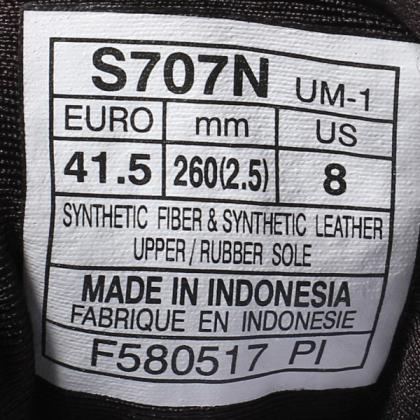 S707N UM-1
EURO mm US
41.5 260(2.5) 8
SYNTHETIC FIBER & SYNTHETIC LEATHER
UPPER / RUBBER SOLE
MADE IN INDONESIA
FABRIQUE EN INDONESIE
F580517 PI